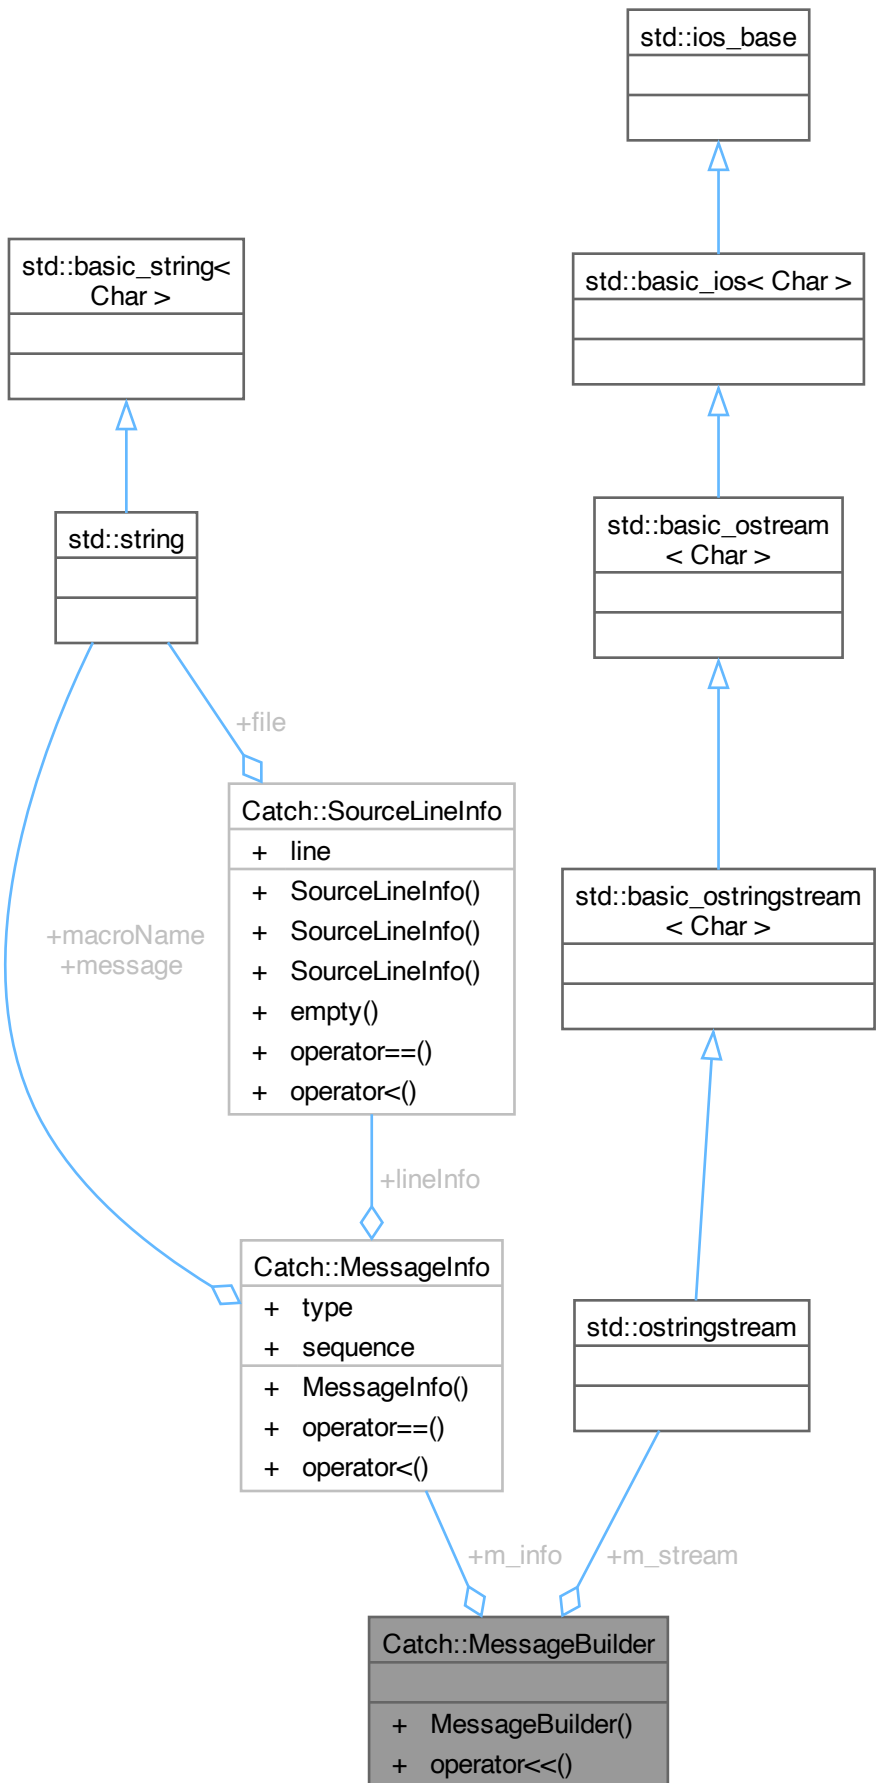 std::ios_base
std::basic_string<
Char >
std::basic_ios< Char >
std::basic_ostream
< Char >
std::string
+file
Catch::SourceLineInfo
+ line
+ SourceLineInfo()
+ SourceLineInfo()
+ SourceLineInfo()
+ empty()
+ operator==()
+ operator<()
std::basic_ostringstream
< Char >
+macroName
+message
+lineInfo
Catch::MessageInfo
+ type
+ sequence
+ MessageInfo()
+ operator==()
+ operator<()
std::ostringstream
+m_info
+m_stream
Catch::MessageBuilder
+ MessageBuilder()
+ operator<<()